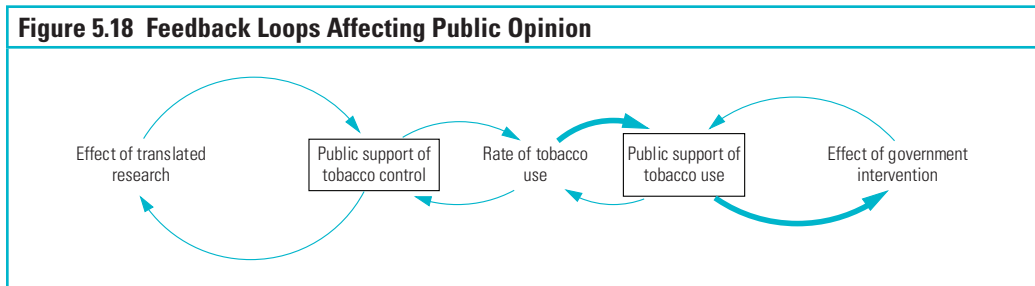 Figure 5.18 Feedback Loops Affecting Public Opinion
Effect of translated
research
Public support of
tobacco control
Rate of tobacco
use
Public support of
tobacco use
Effect of government
intervention